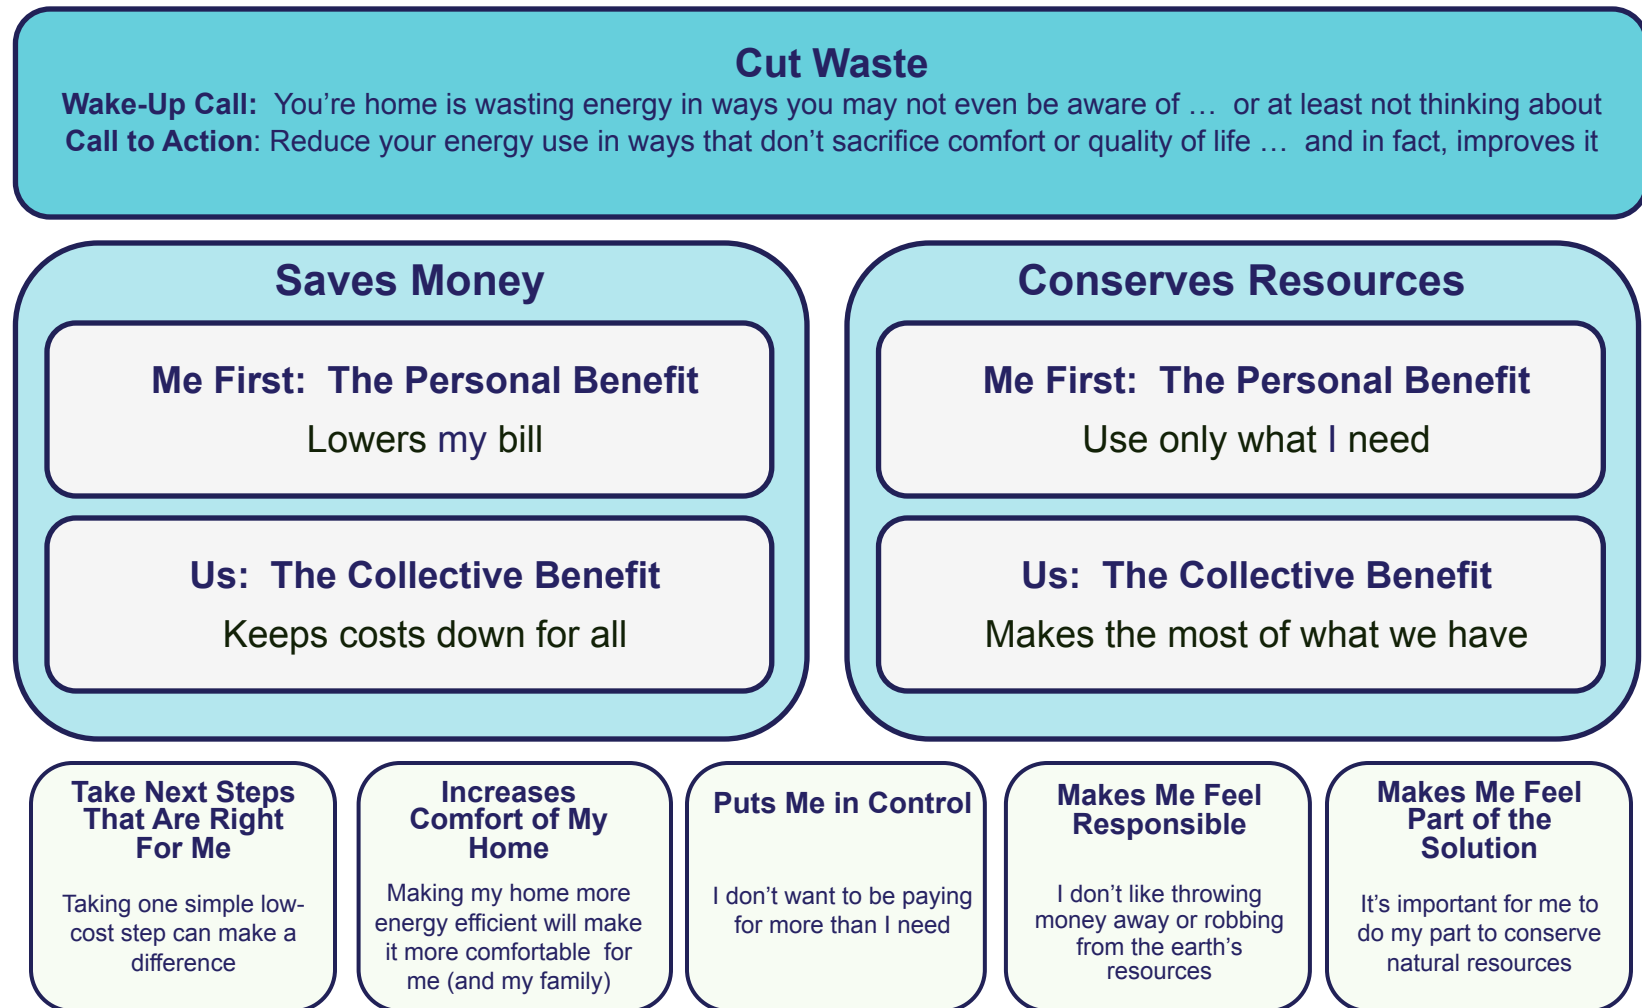 Cut Waste
Wake-Up Call:  You’re home is wasting energy in ways you may not even be aware of …  or at least not thinking about
Call to Action: Reduce your energy use in ways that don’t sacrifice comfort or quality of life …  and in fact, improves it
Saves Money
Me First:  The Personal Benefit
Lowers my bill
Us:  The Collective Benefit
Keeps costs down for all
Conserves Resources
Me First:  The Personal Benefit
Use only what I need
Us:  The Collective Benefit
Makes the most of what we have
Take Next Steps
That Are Right
For Me
Taking one simple low-
cost step can make a
difference
Increases
Comfort of My
Home
Making my home more
energy efficient will make
it more comfortable  for
me (and my family)
Puts Me in Control
I don’t want to be paying
for more than I need
Makes Me Feel
Responsible
I don’t like throwing
money away or robbing
from the earth’s
resources
Makes Me Feel
Part of the
Solution
It’s important for me to
do my part to conserve
natural resources